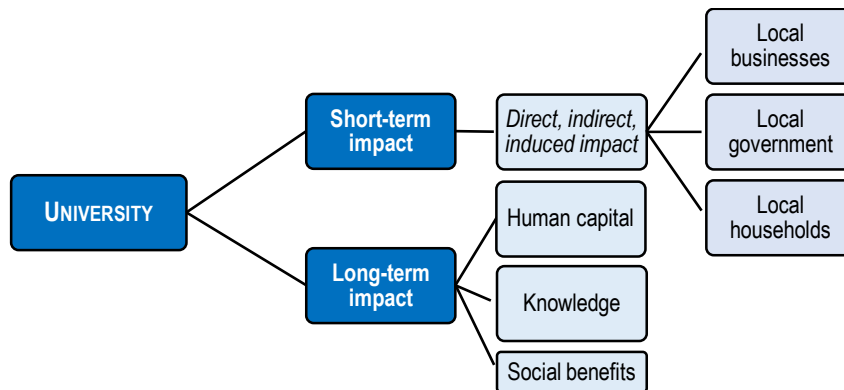 UNIVERSITY
Short-term
impact
Direct, indirect,
induced impact
Local
businesses
Local
government
Local
households
Long-term
impact
Human capital
Knowledge
Social benefits